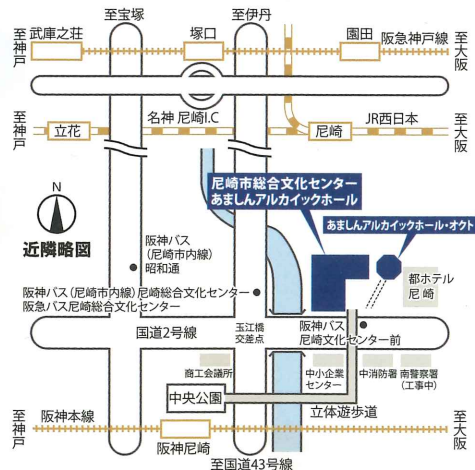 至宝塚
至伊丹
至神戸
武庫之荘
塚口
園田
阪急神戸線
至大阪
名神 尼崎I.C
JR西日本
至神戸
立花
尼崎
至大阪
尼崎市総合文化センター
あましんアルカイックホール
あましんアルカイックホール・オクト
N
近隣略図
阪神バス
(尼崎市内線)
昭和通
都ホテル
尼崎
阪神バス(尼崎市内線)尼崎総合文化センター
阪急バス尼崎総合文化センター
国道2号線
玉江橋
交差点
阪神バス
尼崎文化センター前
商工会議所
中小企業
センター
中消防署
南警察署
(工事中)
中央公園
立体遊歩道
至神戸
阪神本線
阪神尼崎
至大阪
至国道43号線